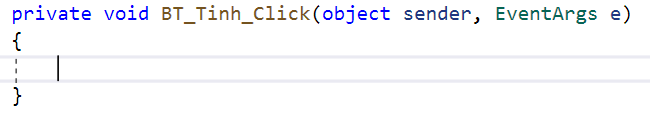 private void BT_Tinh_Click(object sender, EventArgs e)
{
}